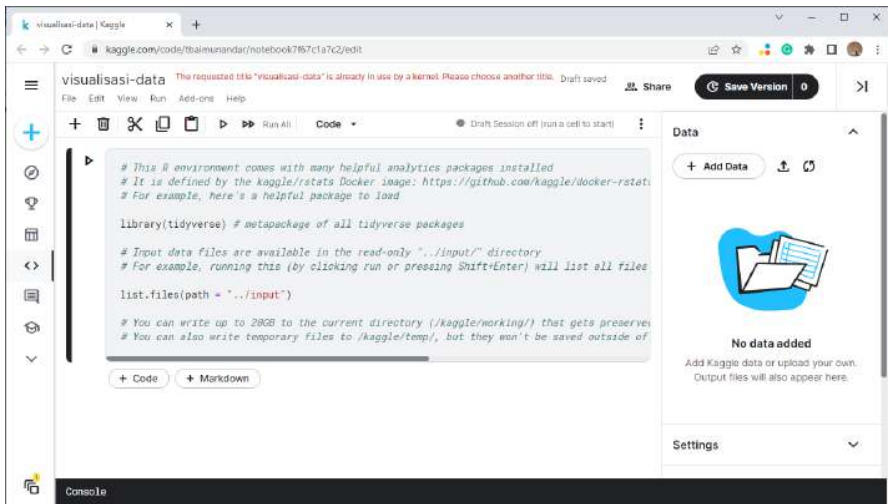 visualisasi-data | Kaggle
kaggle.com/code/tbaimunandar/notebook7f67c1a7c2/edit
visualisasi-data The requested title "visualisasi-data" is already in use by a kernel. Please choose another title. Draft saved
Share
Save Version 0
File Edit View Run Add-ons Help
Run All Code Draft Session off (run a cell to start)
# This R environment comes with many helpful analytics packages installed
# It is defined by the kaggle/rstats Docker image: https://github.com/kaggle/docker-rstat
# For example, here's a helpful package to load
library(tidyverse) # metapackage of all tidyverse packages
# Input data files are available in the read-only "../input/" directory
# For example, running this (by clicking run or pressing Shift+Enter) will list all files
list.files(path = "../input")
# You can write up to 20GB to the current directory (/kaggle/working/) that gets preserved
# You can also write temporary files to /kaggle/temp/, but they won't be saved outside of
+ Code + Markdown
Data
+ Add Data
No data added
Add Kaggle data or upload your own.
Output files will also appear here.
Settings
Console